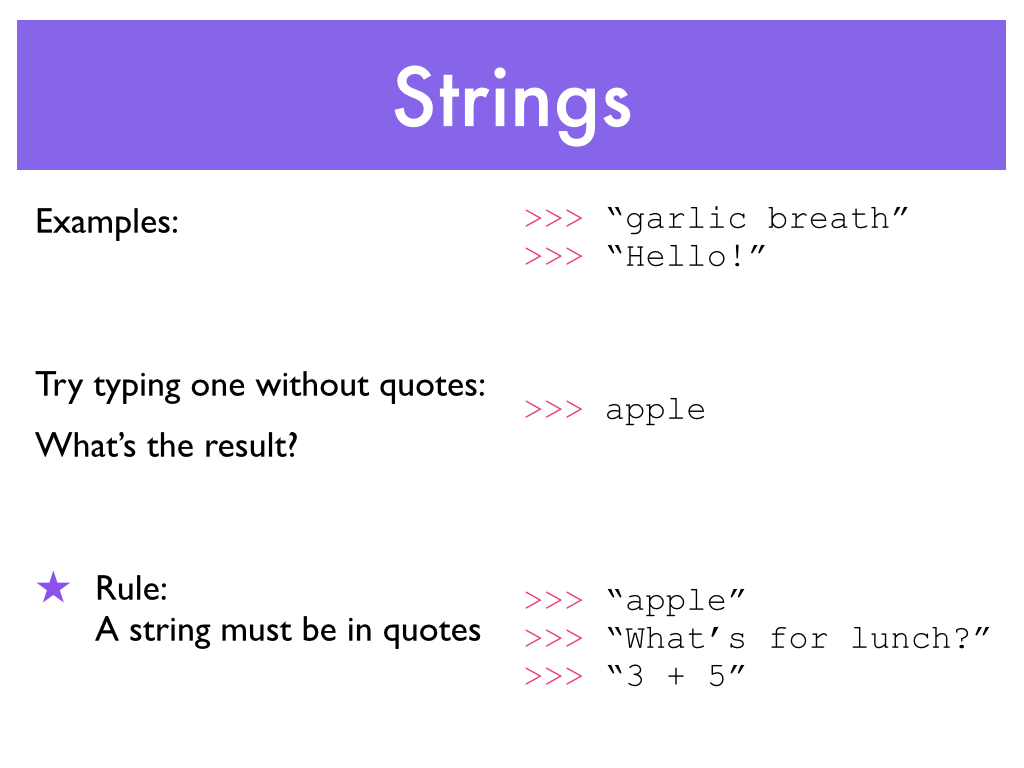 Strings
Examples:
>>> “garlic breath”
>>> “Hello!”
Try typing one without quotes:
>>> apple
What’s the result?
★ Rule:
A string must be in quotes
>>> “apple”
>>> “What’s for lunch?”
>>> “3 + 5”